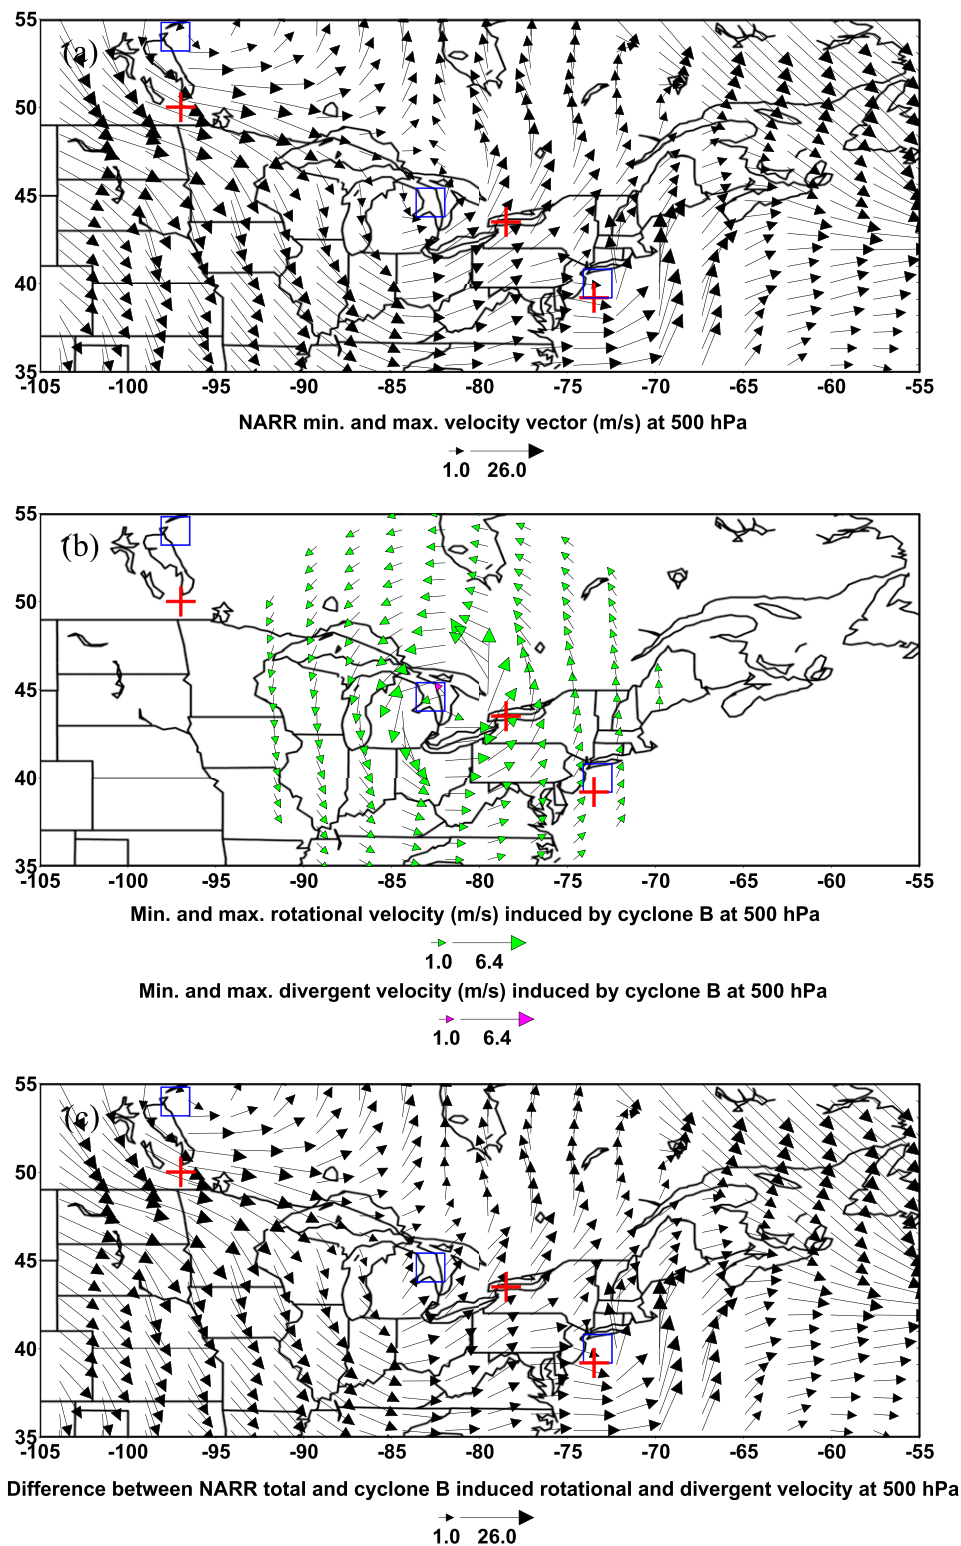 55
(a)
50
45
40
35
-105 -100 -95 -90 -85 -80 -75 -70 -65 -60 -55
NARR min. and max. velocity vector (m/s) at 500 hPa
1.0 26.0
55
(b)
50
45
40
35
-105 -100 -95 -90 -85 -80 -75 -70 -65 -60 -55
Min. and max. rotational velocity (m/s) induced by cyclone B at 500 hPa
1.0 6.4
Min. and max. divergent velocity (m/s) induced by cyclone B at 500 hPa
1.0 6.4
55
(c)
50
45
40
35
-105 -100 -95 -90 -85 -80 -75 -70 -65 -60 -55
Difference between NARR total and cyclone B induced rotational and divergent velocity at 500 hPa
1.0 26.0